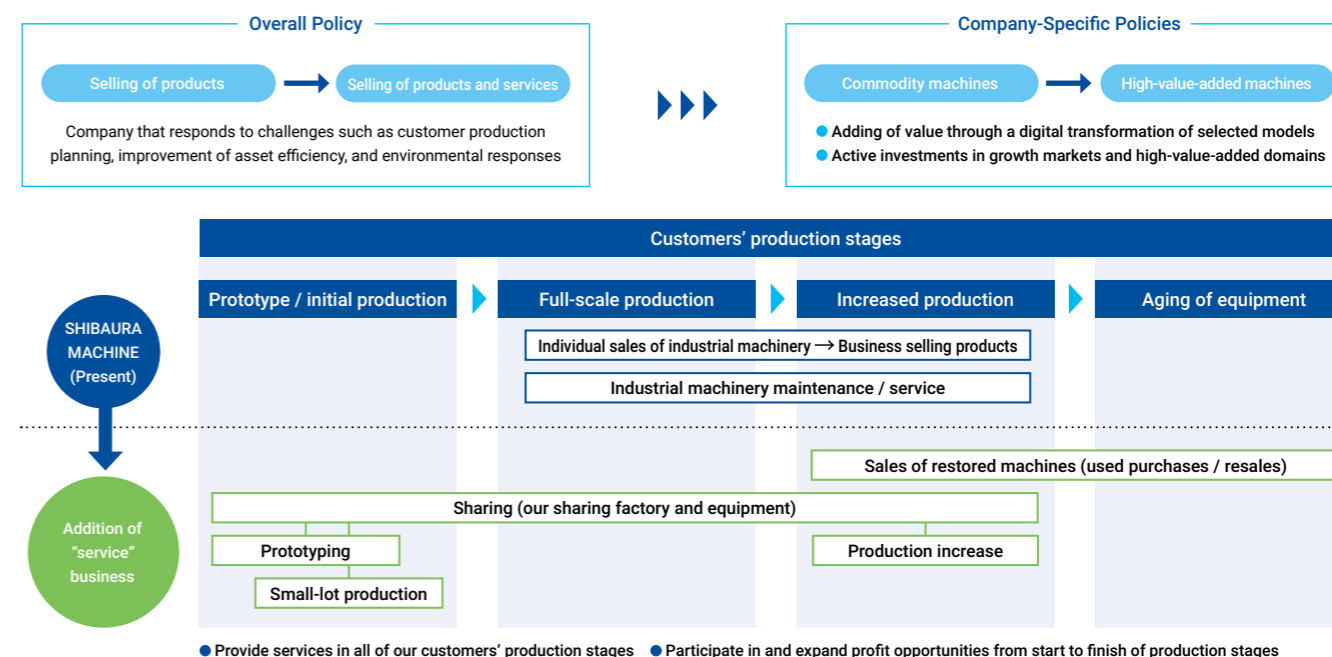 Overall Policy
Selling of products
Selling of products and services
Company that responds to challenges such as customer production
planning, improvement of asset efficiency, and environmental responses
Company-Specific Policies
Commodity machines
High-value-added machines
● Adding of value through a digital transformation of selected models
● Active investments in growth markets and high-value-added domains
Customers’ production stages
Prototype / initial production
Full-scale production
Increased production
Aging of equipment
SHIBAURA
MACHINE
(Present)
Individual sales of industrial machinery → Business selling products
Industrial machinery maintenance / service
Addition of
“service”
business
Sales of restored machines (used purchases / resales)
Sharing (our sharing factory and equipment)
Prototyping
Production increase
Small-lot production
● Provide services in all of our customers’ production stages ● Participate in and expand profit opportunities from start to finish of production stages